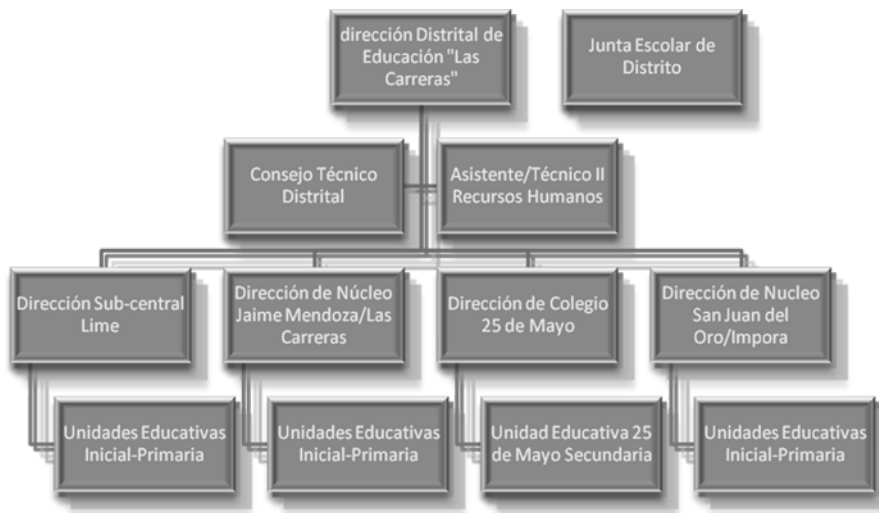 dirección Distrital de
Educación "Las
Carreras"
Junta Escolar de
Distrito
Consejo Técnico
Distrital
Asistente/Técnico II
Recursos Humanos
Dirección Sub-central
Lime
Dirección de Núcleo
Jaime Mendoza/Las
Carreras
Dirección de Colegio
25 de Mayo
Dirección de Nucleo
San Juan del
Oro/Impora
Unidades Educativas
Inicial-Primaria
Unidades Educativas
Inicial-Primaria
Unidad Educativa 25
de Mayo Secundaria
Unidades Educativas
Inicial-Primaria